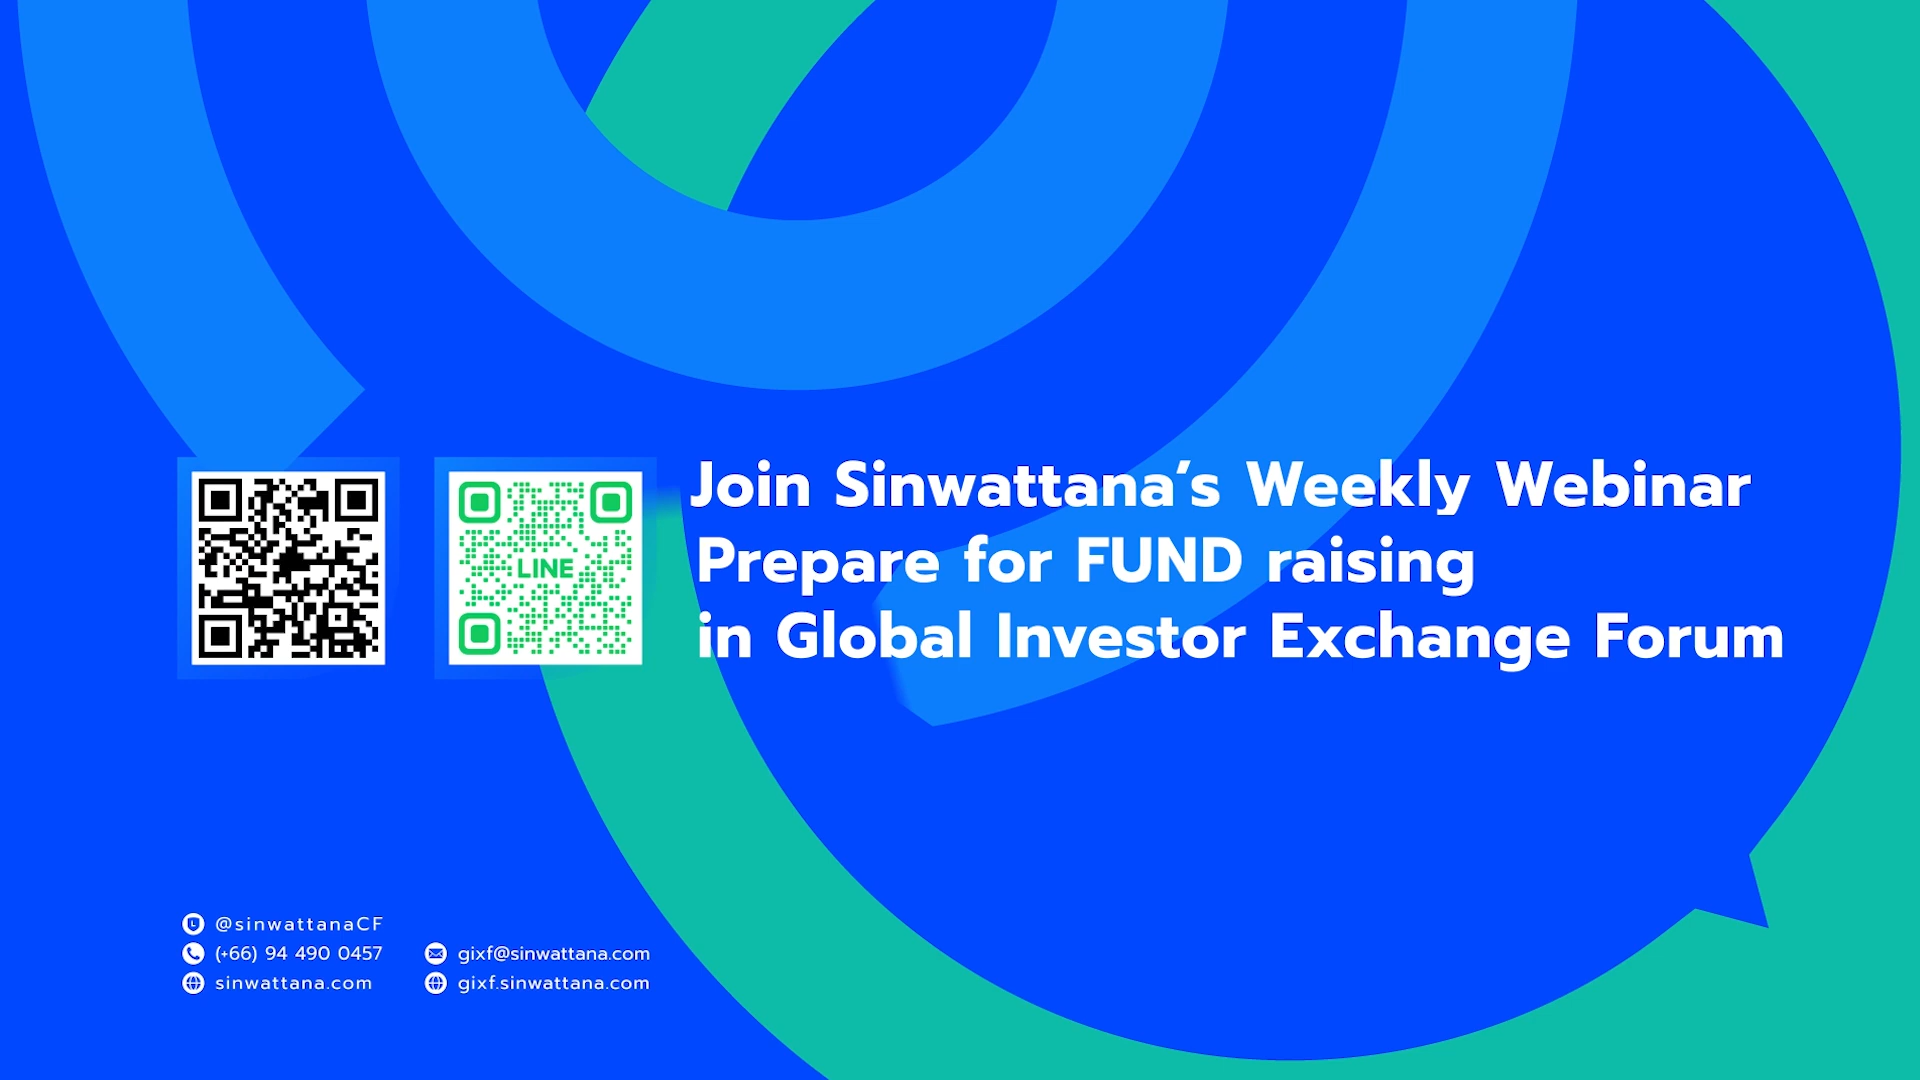 Join Sinwattana’s Weekly Webinar
Prepare for FUND raising
in Global Investor Exchange Forum
LINE
@sinwattanaCF
(+66) 94 490 0457
sinwattana.com
gixf@sinwattana.com
gixf.sinwattana.com